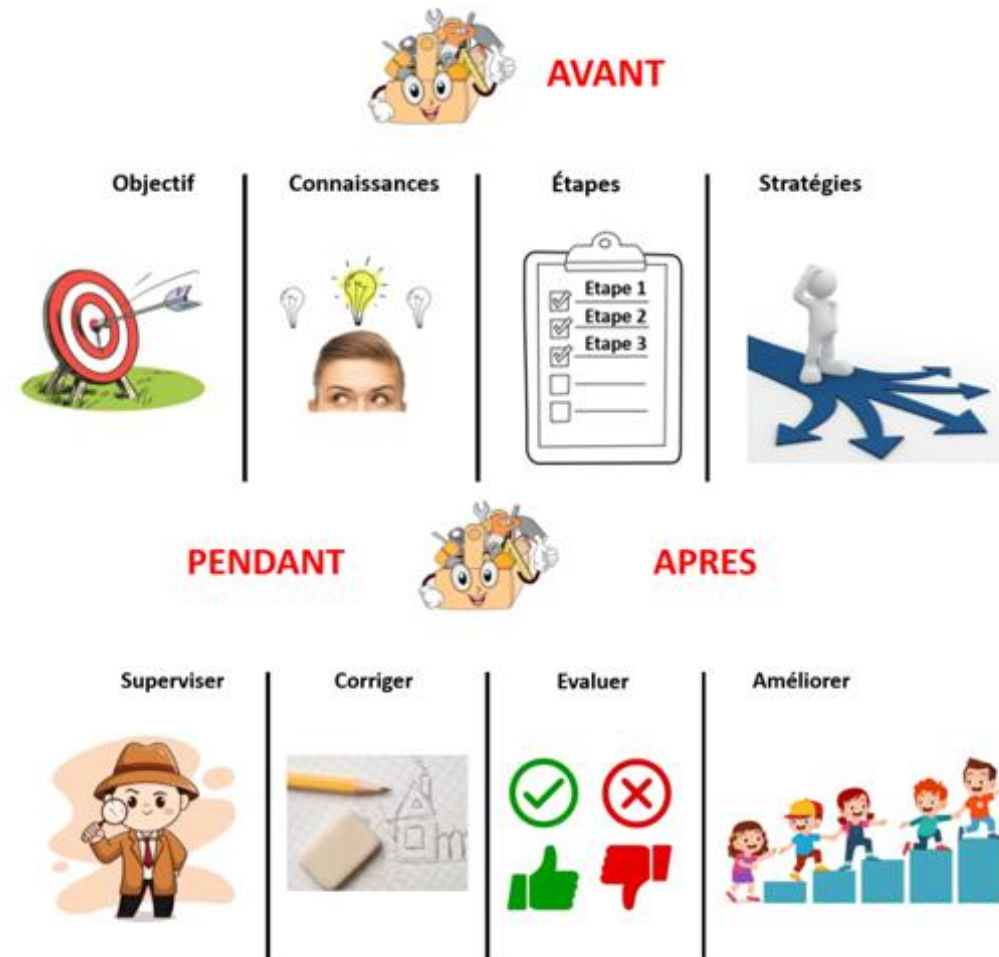 AVANT
Objectif
Connaissances
Étapes
Stratégies
Etape 1
Etape 2
Etape 3
PENDANT
APRES
Superviser
Corriger
Evaluer
Améliorer